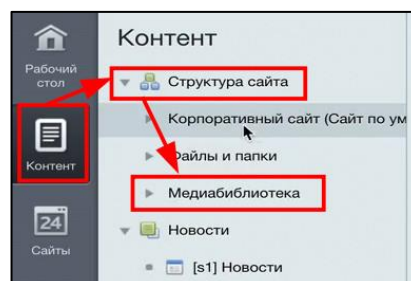 Рабочий
стол
Контент
24
Сайты
Контент
Структура сайта
Корпоративный сайт (Сайт по ум
Файлы и папки
Медиабиблиотека
Новости
[s1] Новости